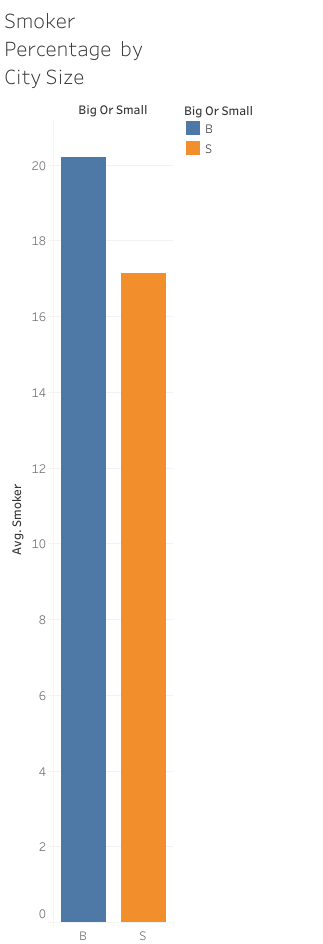 Smoker
Percentage by
City Size
Big Or Small
Big Or Small
B
S
20
18
16
14
12
10
8
6
4
2
0
Avg. Smoker
B S